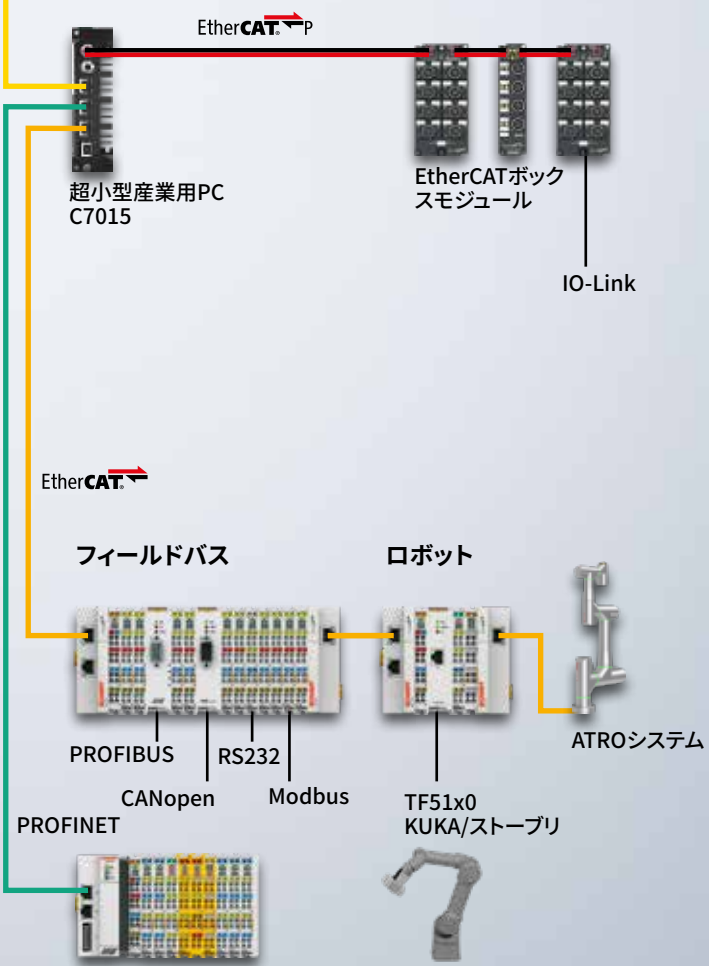 EtherCAT. P
超小型産業用PC
C7015
EtherCATボック
スモジュール
IO-Link
EtherCAT.
フィールドバス
ロボット
PROFIBUS
CANopen
RS232
Modbus
TF51x0
KUKA/ストーブリ
ATROシステム
PROFINET